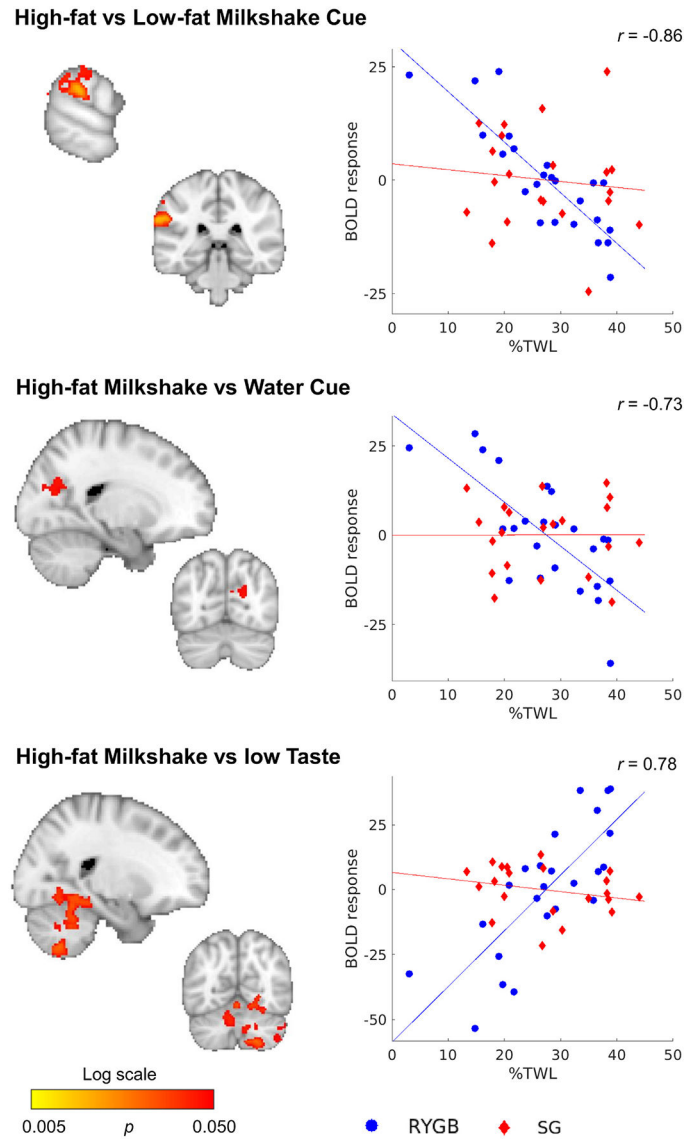 High-fat vs Low-fat Milkshake Cue
r = -0.86
25
0
-25
BOLD response
0 10 20 30 40 50
%TWL
High-fat Milkshake vs Water Cue
r = -0.73
25
0
-25
BOLD response
0 10 20 30 40 50
%TWL
High-fat Milkshake vs low Taste
r = 0.78
25
0
-25
-50
BOLD response
0 10 20 30 40 50
%TWL
Log scale
0.005 p 0.050
RYGB SG